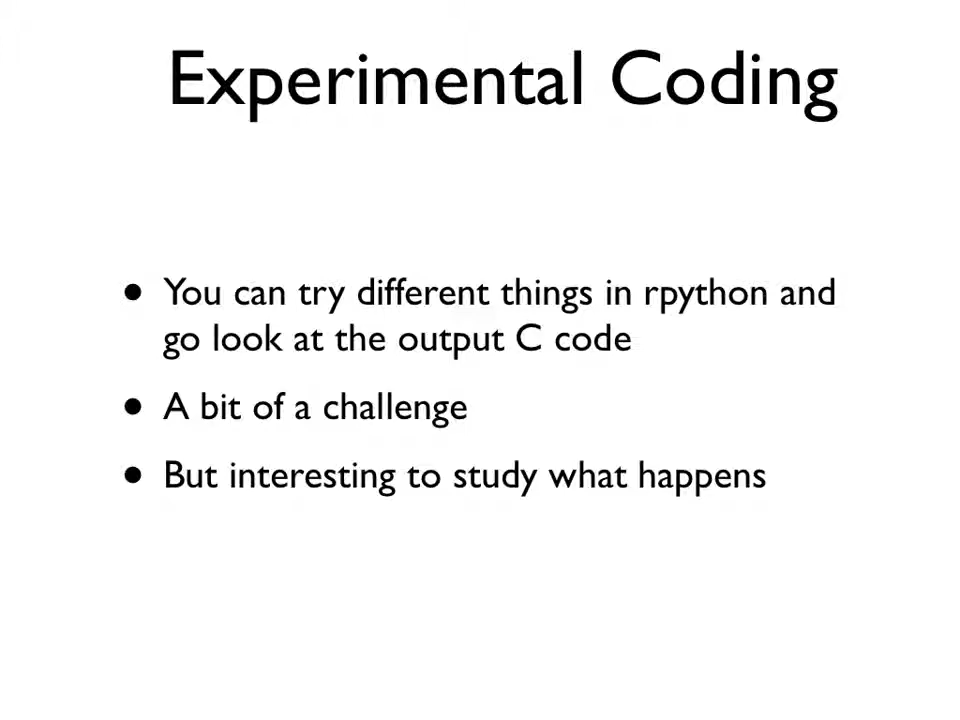 Experimental Coding
• You can try different things in rpython and
go look at the output C code
• A bit of a challenge
• But interesting to study what happens